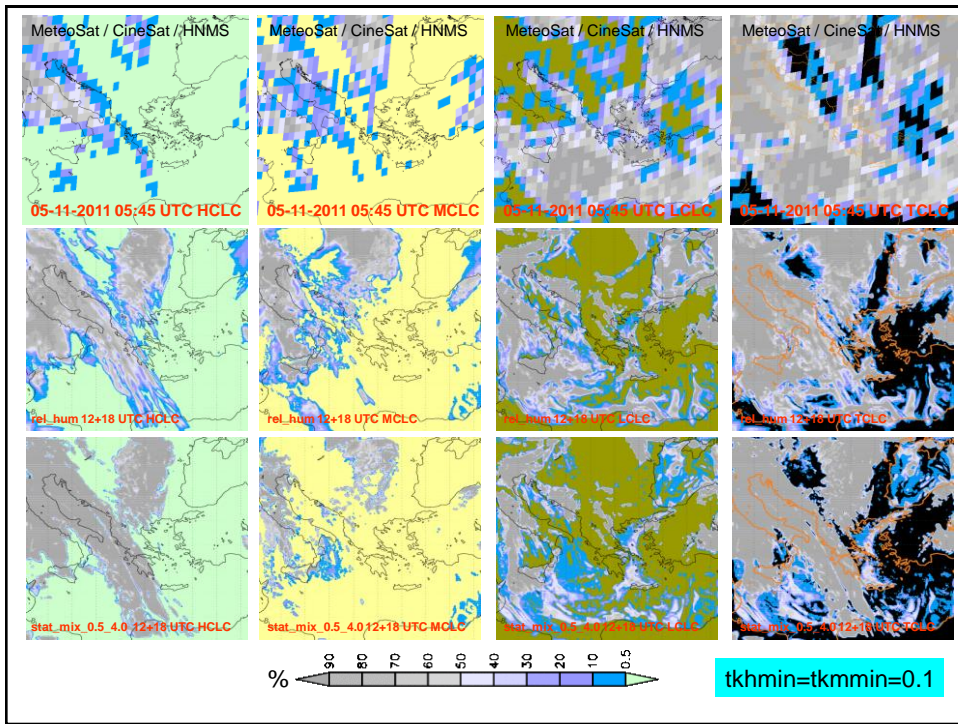 MeteoSat / CineSat / HNMS MeteoSat / CineSat / HNMS MeteoSat / CineSat / HNMS MeteoSat / CineSat / HNMS
05-11-2011 05:45 UTC HCLC 05-11-2011 05:45 UTC MCLC 05-11-2011 05:45 UTC LCLC 05-11-2011 05:45 UTC TCLC
rel_hum 12+18 UTC HCLC rel_hum 12+18 UTC MCLC rel_hum 12+18 UTC LCLC rel_hum 12+18 UTC TCLC
stat_mix_0.5_4.0 12+18 UTC HCLC stat_mix_0.5_4.0 12+18 UTC MCLC stat_mix_0.5_4.0 12+18 UTC LCLC stat_mix_0.5_4.0 12+18 UTC TCLC
% 90 80 70 60 50 40 30 20 10 0.5
tkhmin=tkmmin=0.1